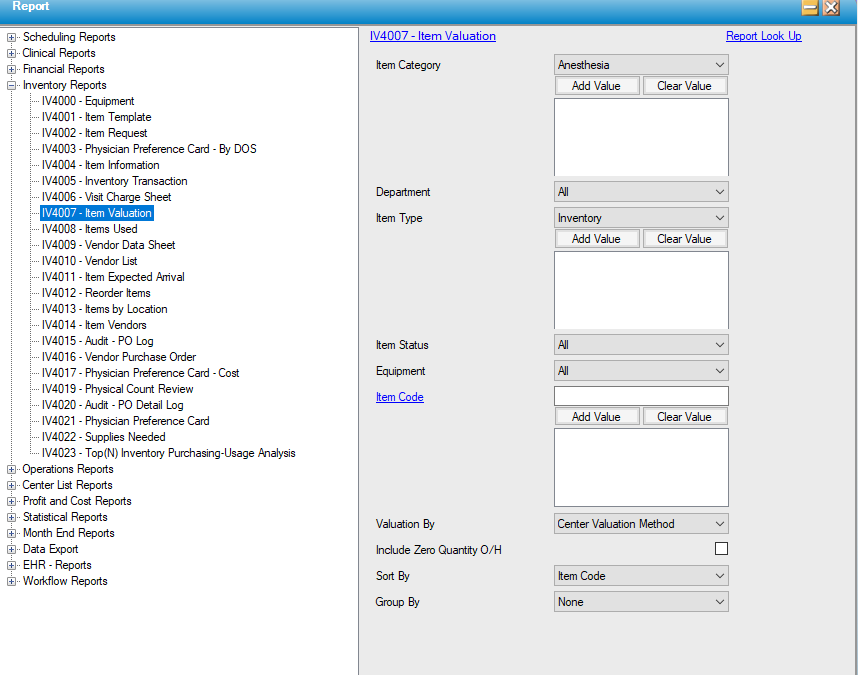 Report
Scheduling Reports
Clinical Reports
Financial Reports
Inventory Reports
IV4000 - Equipment
IV4001 - Item Template
IV4002 - Item Request
IV4003 - Physician Preference Card - By DOS
IV4004 - Item Information
IV4005 - Inventory Transaction
IV4006 - Visit Charge Sheet
IV4007 - Item Valuation
IV4008 - Items Used
IV4009 - Vendor Data Sheet
IV4010 - Vendor List
IV4011 - Item Expected Arrival
IV4012 - Reorder Items
IV4013 - Items by Location
IV4014 - Item Vendors
IV4015 - Audit - PO Log
IV4016 - Vendor Purchase Order
IV4017 - Physician Preference Card - Cost
IV4019 - Physical Count Review
IV4020 - Audit - PO Detail Log
IV4021 - Physician Preference Card
IV4022 - Supplies Needed
IV4023 - Top(N) Inventory Purchasing-Usage Analysis
Operations Reports
Center List Reports
Profit and Cost Reports
Statistical Reports
Month End Reports
Data Export
EHR - Reports
Workflow Reports
IV4007 - Item Valuation Report Look Up
Item Category Anesthesia
Add Value Clear Value
Department All
Item Type Inventory
Add Value Clear Value
Item Status All
Equipment All
Item Code
Add Value Clear Value
Valuation By Center Valuation Method
Include Zero Quantity O/H
Sort By Item Code
Group By None